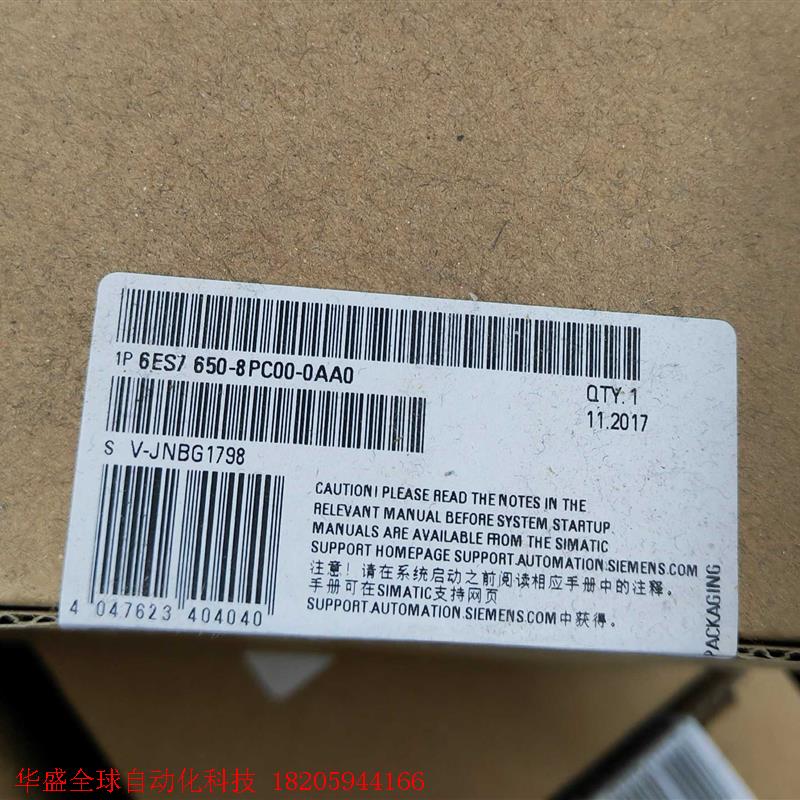 1P 6ES7 650-8PC00-0AA0
QTY. 1
11.2017
S V-JNBG1798
CAUTION! PLEASE READ THE NOTES IN THE
RELEVANT MANUAL BEFORE SYSTEM STARTUP.
MANUALS ARE AVAILABLE FROM THE SIMATIC
SUPPORT HOMEPAGE SUPPORT.AUTOMATION.SIEMENS.COM
注意！请在系统启动之前阅读相应手册中的注释。
手册可在SIMATIC支持网页
SUPPORT.AUTOMATION.SIEMENS.COM中获得。
4 047623 404040
PACKAGING
华盛全球自动化科技 18205944166